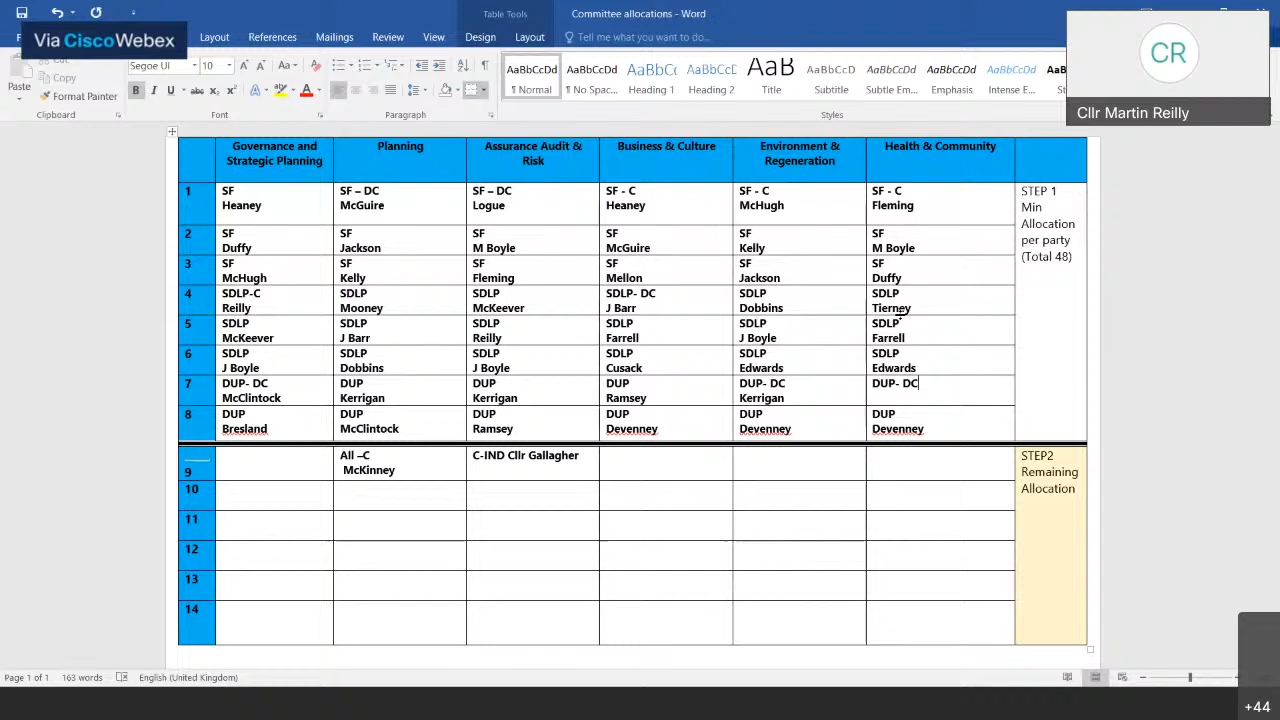 Table Tools
Committee allocations - Word
Via Cisco Webex
Layout References Mailings Review View Design Layout Tell me what you want to do...
CR
Cllr Martin Reilly
Cut
Copy
Paste
Format Painter
Clipboard
Segoe UI 10
Font
Paragraph
AaBbCcDd AaBbCcDd AaBbCc AaBbCcC AaB AaBbCcD AaBbCcDd AaBbCcDd AaBbCcDd
¶ Normal ¶ No Spac... Heading 1 Heading 2 Title Subtitle Subtle Em... Emphasis Intense E...
Styles
Governance and Strategic Planning Planning Assurance Audit & Risk Business & Culture Environment & Regeneration Health & Community
1 SF Heaney SF – DC McGuire SF – DC Logue SF - C Heaney SF - C McHugh SF - C Fleming
STEP 1
Min
Allocation
per party
(Total 48)
2 SF Duffy SF Jackson SF M Boyle SF McGuire SF Kelly SF M Boyle
3 SF McHugh SF Kelly SF Fleming SF Mellon SF Jackson SF Duffy
4 SDLP-C Reilly SDLP Mooney SDLP McKeever SDLP- DC J Barr SDLP Dobbins SDLP Tierney
5 SDLP McKeever SDLP J Barr SDLP Reilly SDLP Farrell SDLP J Boyle SDLP Farrell
6 SDLP J Boyle SDLP Dobbins SDLP J Boyle SDLP Cusack SDLP Edwards SDLP Edwards
7 DUP- DC McClintock DUP Kerrigan DUP Kerrigan DUP Ramsey DUP- DC Kerrigan DUP- DC
8 DUP Bresland DUP McClintock DUP Ramsey DUP Devenney DUP Devenney DUP Devenney
9 All –C McKinney C-IND Cllr Gallagher
STEP2
Remaining
Allocation
10
11
12
13
14
Page 1 of 1 163 words English (United Kingdom)
+44